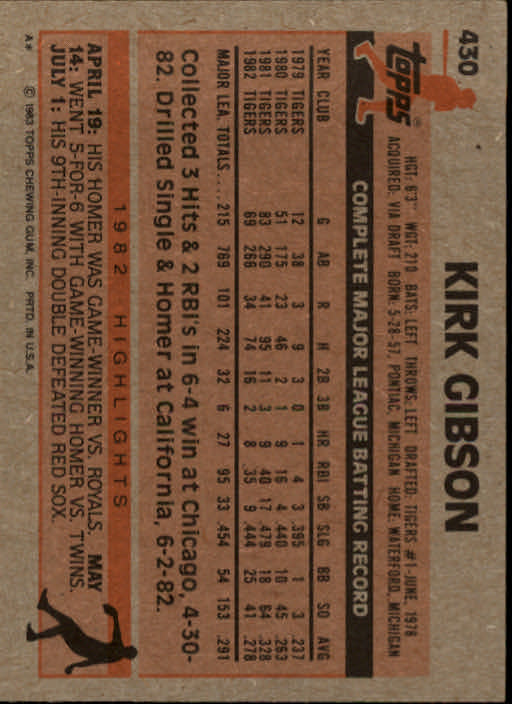 430
TOPPS®
KIRK GIBSON
HGT: 6'3" WGT: 210 BATS: LEFT THROWS: LEFT DRAFTED: TIGERS #1-JUNE, 1978
ACQUIRED: VIA DRAFT BORN: 5-28-57, PONTIAC, MICHIGAN HOME: WATERFORD, MICHIGAN
COMPLETE MAJOR LEAGUE BATTING RECORD
YEAR CLUB G AB R H 2B 3B HR RBI SB SLG BB SO AVG
1979 TIGERS 12 38 3 9 3 0 1 4 3 .395 1 3 .237
1980 TIGERS 51 175 23 46 2 1 9 16 4 .440 10 45 .263
1981 TIGERS 83 290 41 95 11 3 9 40 17 .479 18 64 .328
1982 TIGERS 69 266 34 74 16 2 8 35 9 .444 25 41 .278
MAJOR LEA. TOTALS.... 215 769 101 224 32 6 27 95 33 .454 54 153 .291
Collected 3 Hits & 2 RBI's in 6-4 win at Chicago, 4-30-
82. Drilled Single & Homer at California, 6-2-82.
1982 HIGHLIGHTS
APRIL 19: HIS HOMER WAS GAME-WINNER VS. ROYALS. MAY
14: WENT 5-FOR-6 WITH GAME-WINNING HOMER VS. TWINS.
JULY 1: HIS 9TH-INNING DOUBLE DEFEATED RED SOX.
A* © 1983 TOPPS CHEWING GUM, INC. PRTD. IN U.S.A.